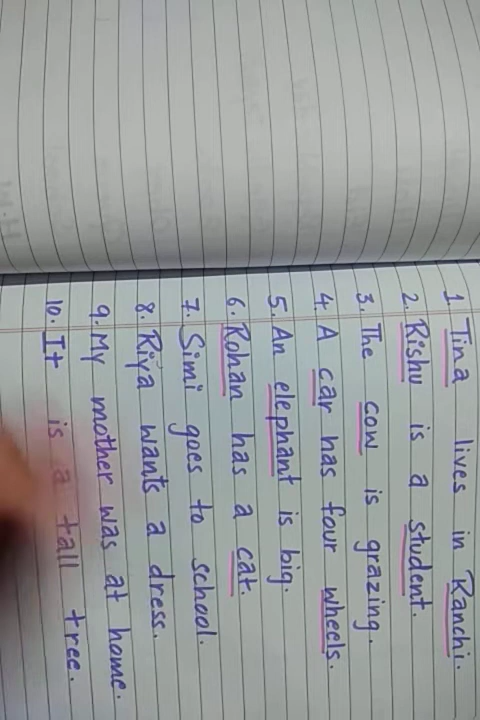 1. Tina lives in Ranchi.
2. Rishu is a student.
3. The cow is grazing.
4. A car has four wheels.
5. An elephant is big.
6. Rohan has a cat.
7. Simi goes to school.
8. Riya wants a dress.
9. My mother was at home.
10. It is a tall tree.